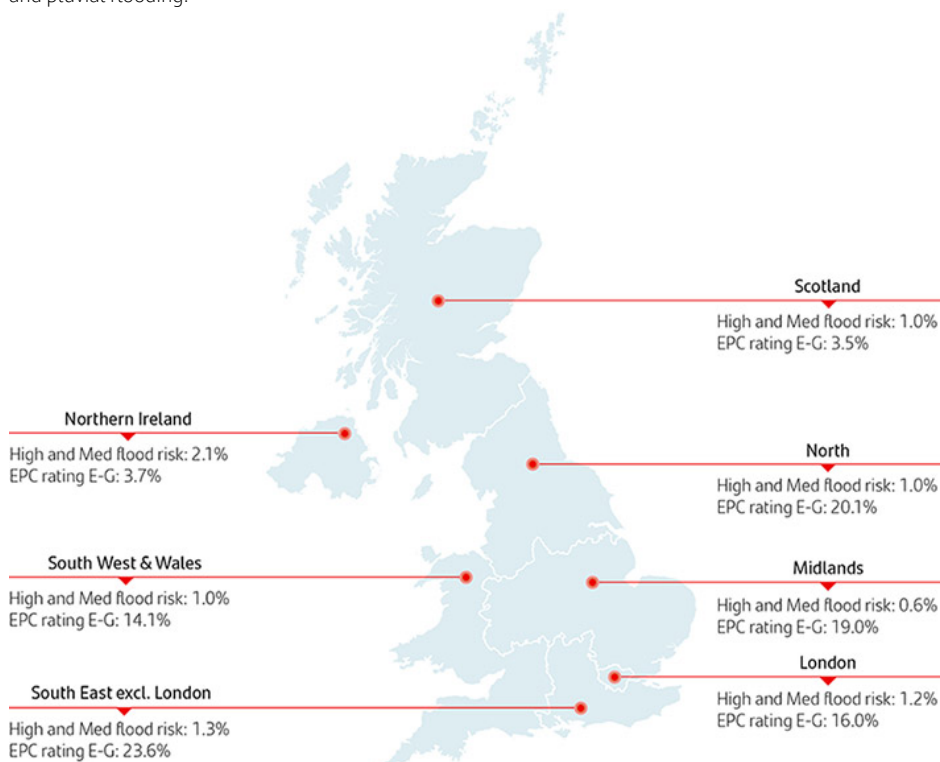 and pluvial flooding.
Scotland
High and Med flood risk: 1.0%
EPC rating E-G: 3.5%
Northern Ireland
High and Med flood risk: 2.1%
EPC rating E-G: 3.7%
North
High and Med flood risk: 1.0%
EPC rating E-G: 20.1%
South West & Wales
High and Med flood risk: 1.0%
EPC rating E-G: 14.1%
Midlands
High and Med flood risk: 0.6%
EPC rating E-G: 19.0%
London
High and Med flood risk: 1.2%
EPC rating E-G: 16.0%
South East excl. London
High and Med flood risk: 1.3%
EPC rating E-G: 23.6%